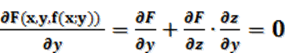 ∂F(x,y,f(x;y))/∂y = ∂F/∂y + ∂F/∂z · ∂z/∂y = 0